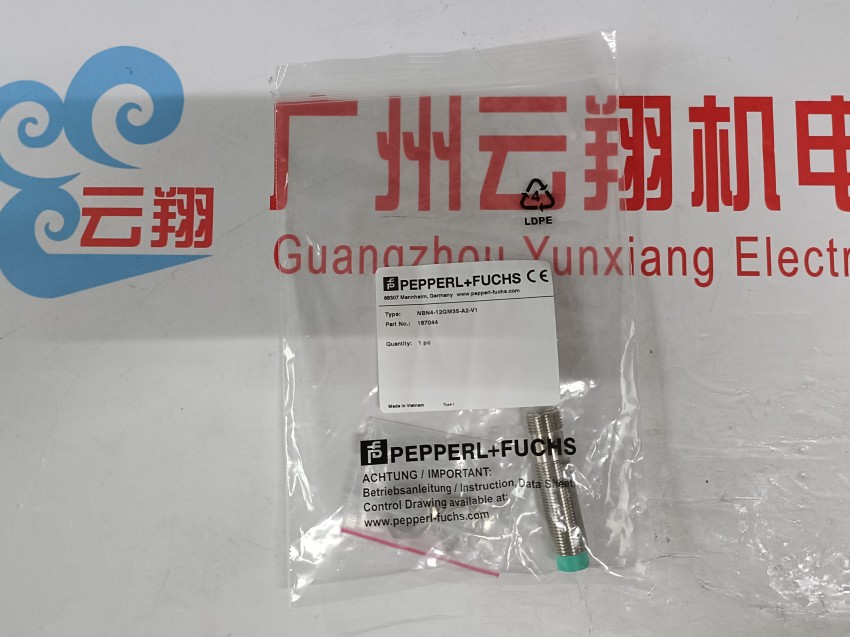 云翔
广州云翔机电
Guangzhou Yunxiang Electr
4
LDPE
PEPPERL+FUCHS CE
68307 Mannheim, Germany www.pepperl-fuchs.com
Type: NBN4-12GM35-A2-V1
Part No.: 187044
Quantity: 1 pc
Made in Vietnam
PEPPERL+FUCHS
ACHTUNG / IMPORTANT:
Betriebsanleitung / Instruction, Data Sheet
Control Drawing available at:
www.pepperl-fuchs.com